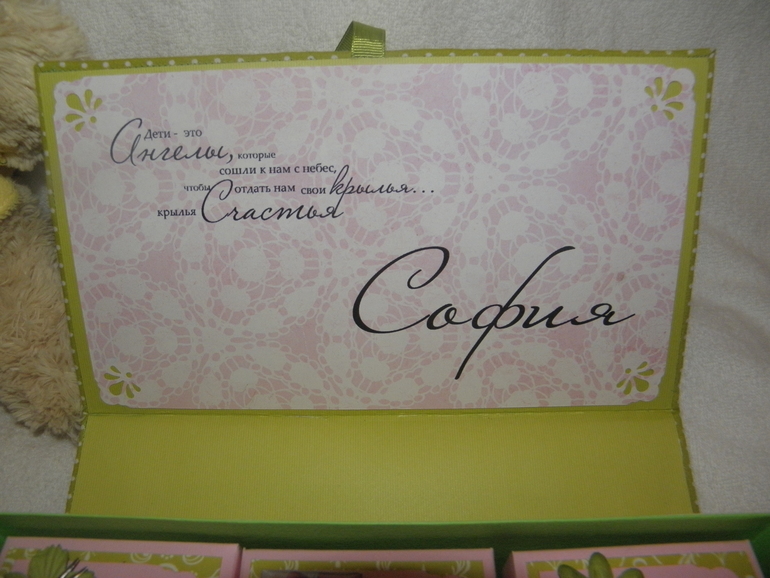 Дети - это
Ангелы, которые
сошли к нам с небес,
чтобы отдать нам свои крылья...
крылья Счастья
София